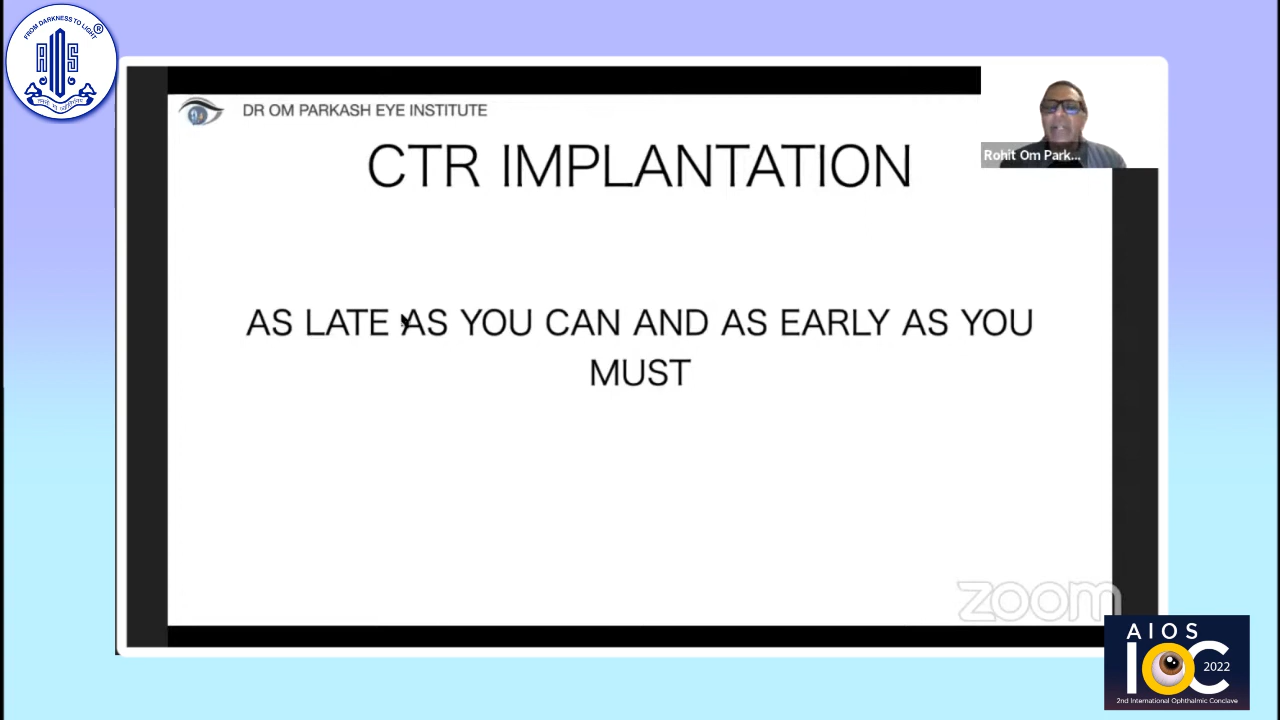 FROM DARKNESS TO LIGHT
®
AIOS
DR OM PARKASH EYE INSTITUTE
CTR IMPLANTATION
Rohit Om Park...
AS LATE AS YOU CAN AND AS EARLY AS YOU
MUST
zoom
AIOS
IOC
2022
2nd International Ophthalmic Conclave